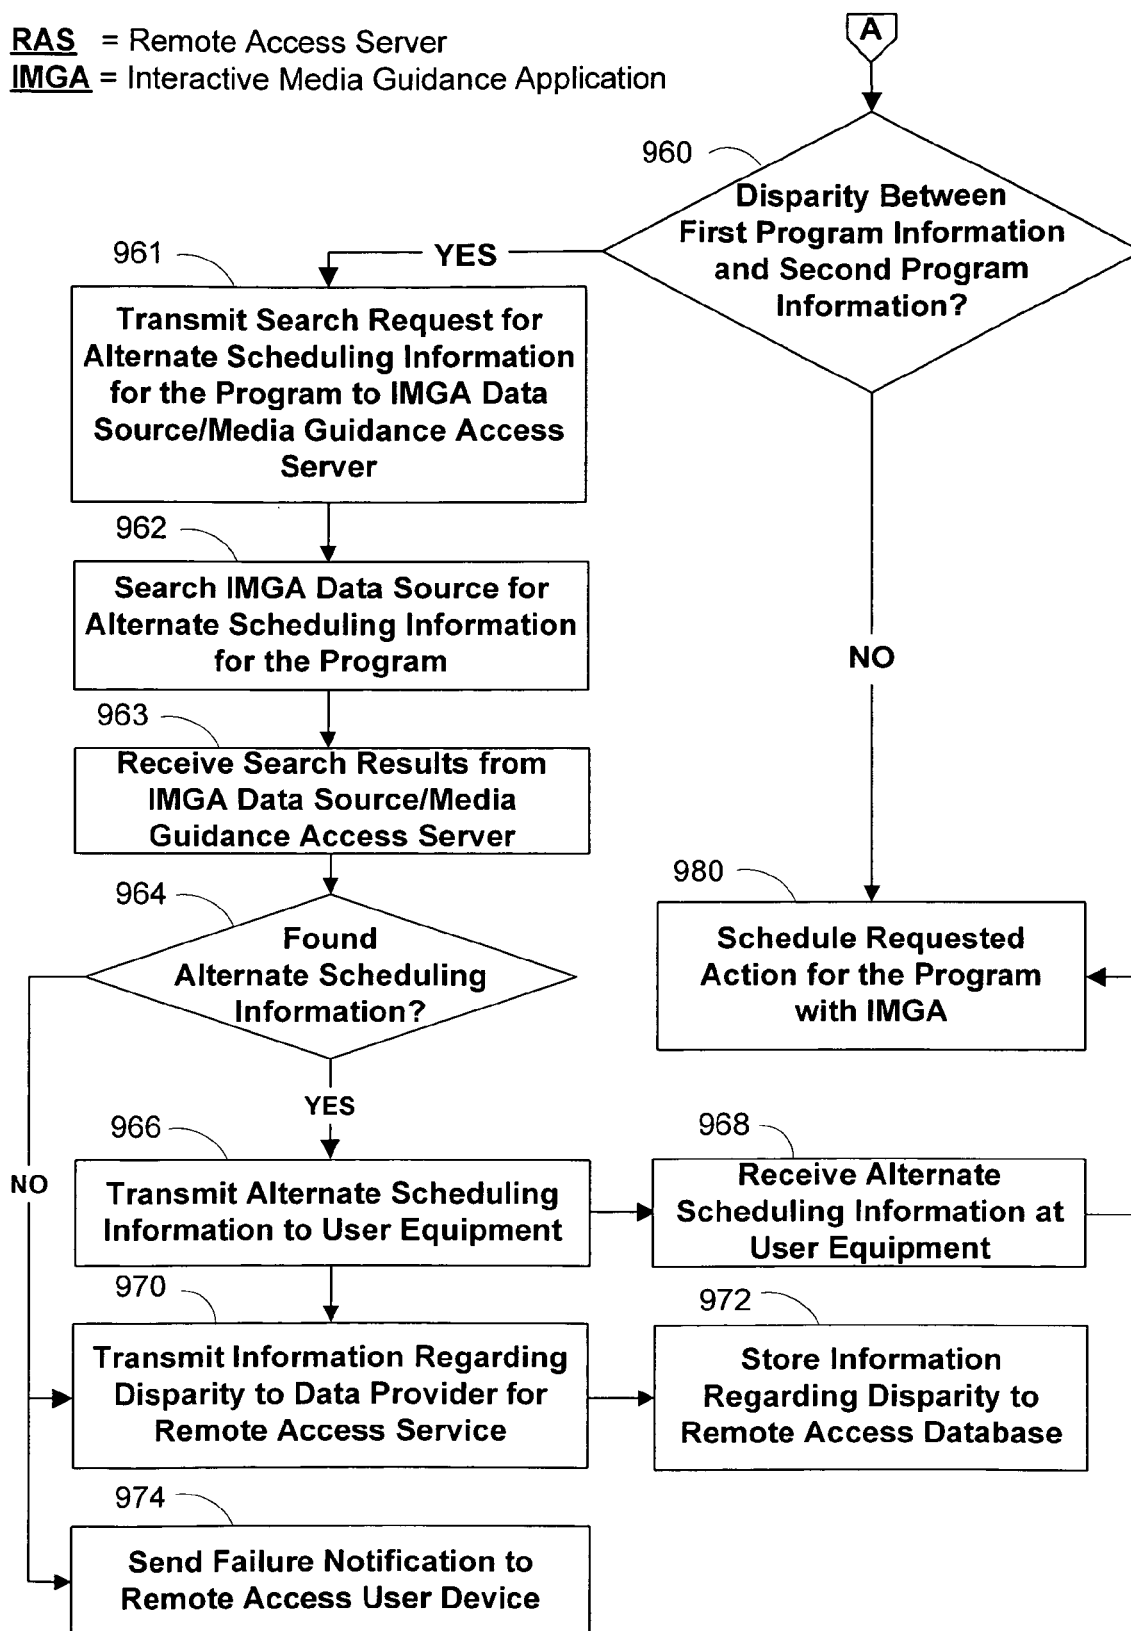 RAS = Remote Access Server
IMGA = Interactive Media Guidance Application
A
960
Disparity Between
First Program Information
and Second Program
Information?
YES
961
Transmit Search Request for
Alternate Scheduling Information
for the Program to IMGA Data
Source/Media Guidance Access
Server
962
Search IMGA Data Source for
Alternate Scheduling Information
for the Program
NO
963
Receive Search Results from
IMGA Data Source/Media
Guidance Access Server
964
Found
Alternate Scheduling
Information?
980
Schedule Requested
Action for the Program
with IMGA
YES
NO
966
Transmit Alternate Scheduling
Information to User Equipment
968
Receive Alternate
Scheduling Information at
User Equipment
970
Transmit Information Regarding
Disparity to Data Provider for
Remote Access Service
972
Store Information
Regarding Disparity to
Remote Access Database
974
Send Failure Notification to
Remote Access User Device